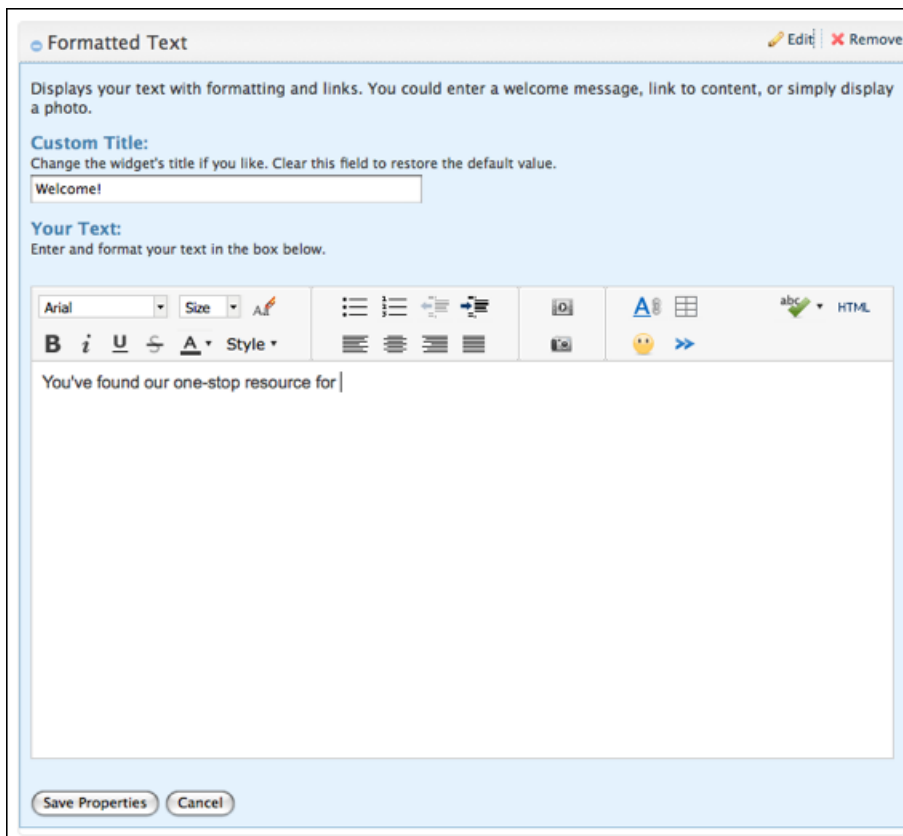 Formatted Text
Edit
Remove
Displays your text with formatting and links. You could enter a welcome message, link to content, or simply display
a photo.
Custom Title:
Change the widget's title if you like. Clear this field to restore the default value.
Welcome!
Your Text:
Enter and format your text in the box below.
Arial
Size
A
A
abc
HTML
B i U S A Style
You've found our one-stop resource for
Save Properties
Cancel